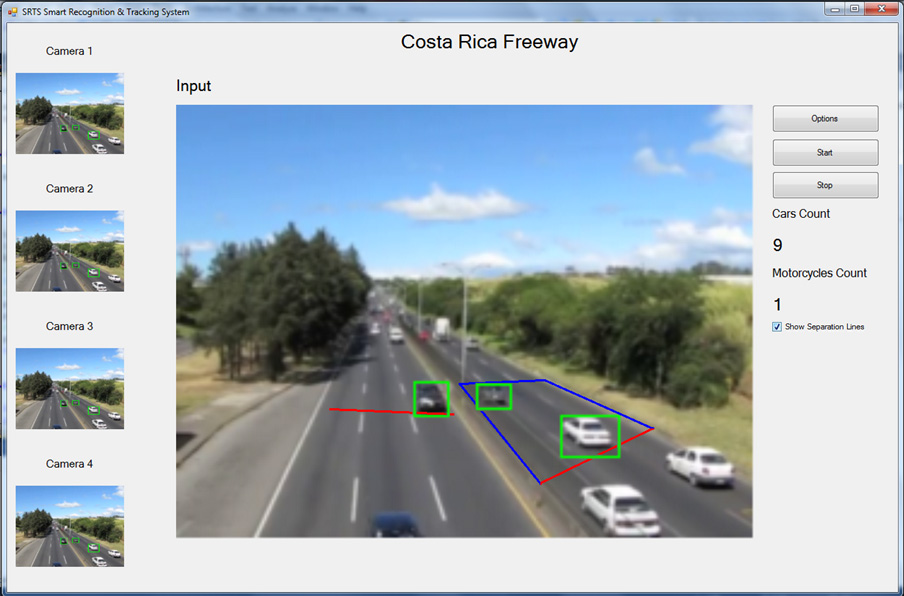 SRTS Smart Recognition & Tracking System
Costa Rica Freeway
Camera 1
Camera 2
Camera 3
Camera 4
Input
Options
Start
Stop
Cars Count
9
Motorcycles Count
1
Show Separation Lines